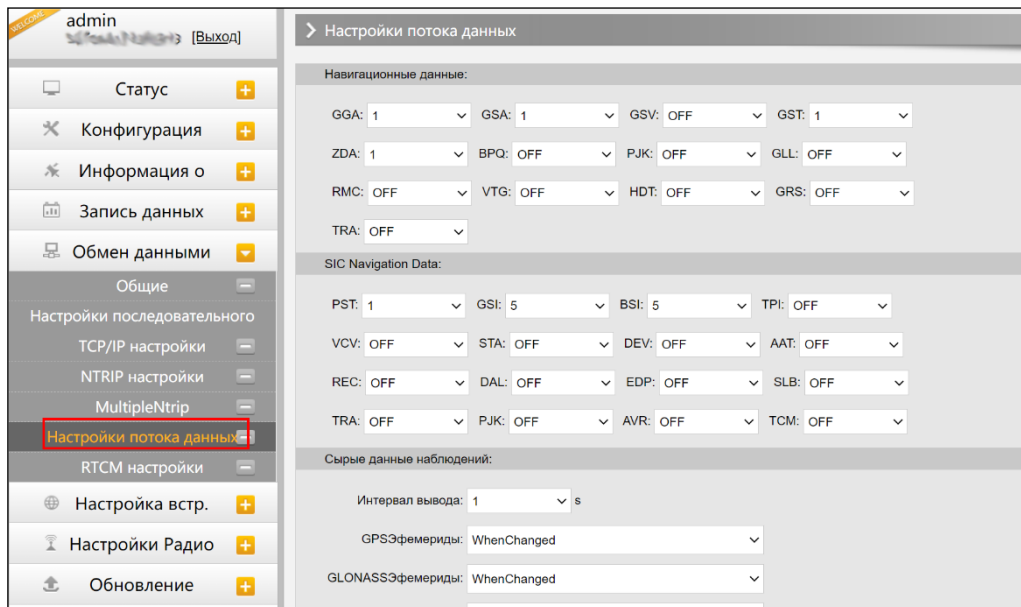 WELCOME
admin
[Выход]
Статус
Конфигурация
Информация о
Запись данных
Обмен данными
Общие
Настройки последовательного
TCP/IP настройки
NTRIP настройки
MultipleNtrip
Настройки потока данных
RTCM настройки
Настройка встр.
Настройки Радио
Обновление
Настройки потока данных
Навигационные данные:
GGA: 1 GSA: 1 GSV: OFF GST: 1
ZDA: 1 BPQ: OFF PJK: OFF GLL: OFF
RMC: OFF VTG: OFF HDT: OFF GRS: OFF
TRA: OFF
SIC Navigation Data:
PST: 1 GSI: 5 BSI: 5 TPI: OFF
VCV: OFF STA: OFF DEV: OFF AAT: OFF
REC: OFF DAL: OFF EDP: OFF SLB: OFF
TRA: OFF PJK: OFF AVR: OFF TCM: OFF
Сырые данные наблюдений:
Интервал вывода: 1 s
GPSЭфемериды: WhenChanged
GLONASSЭфемериды: WhenChanged